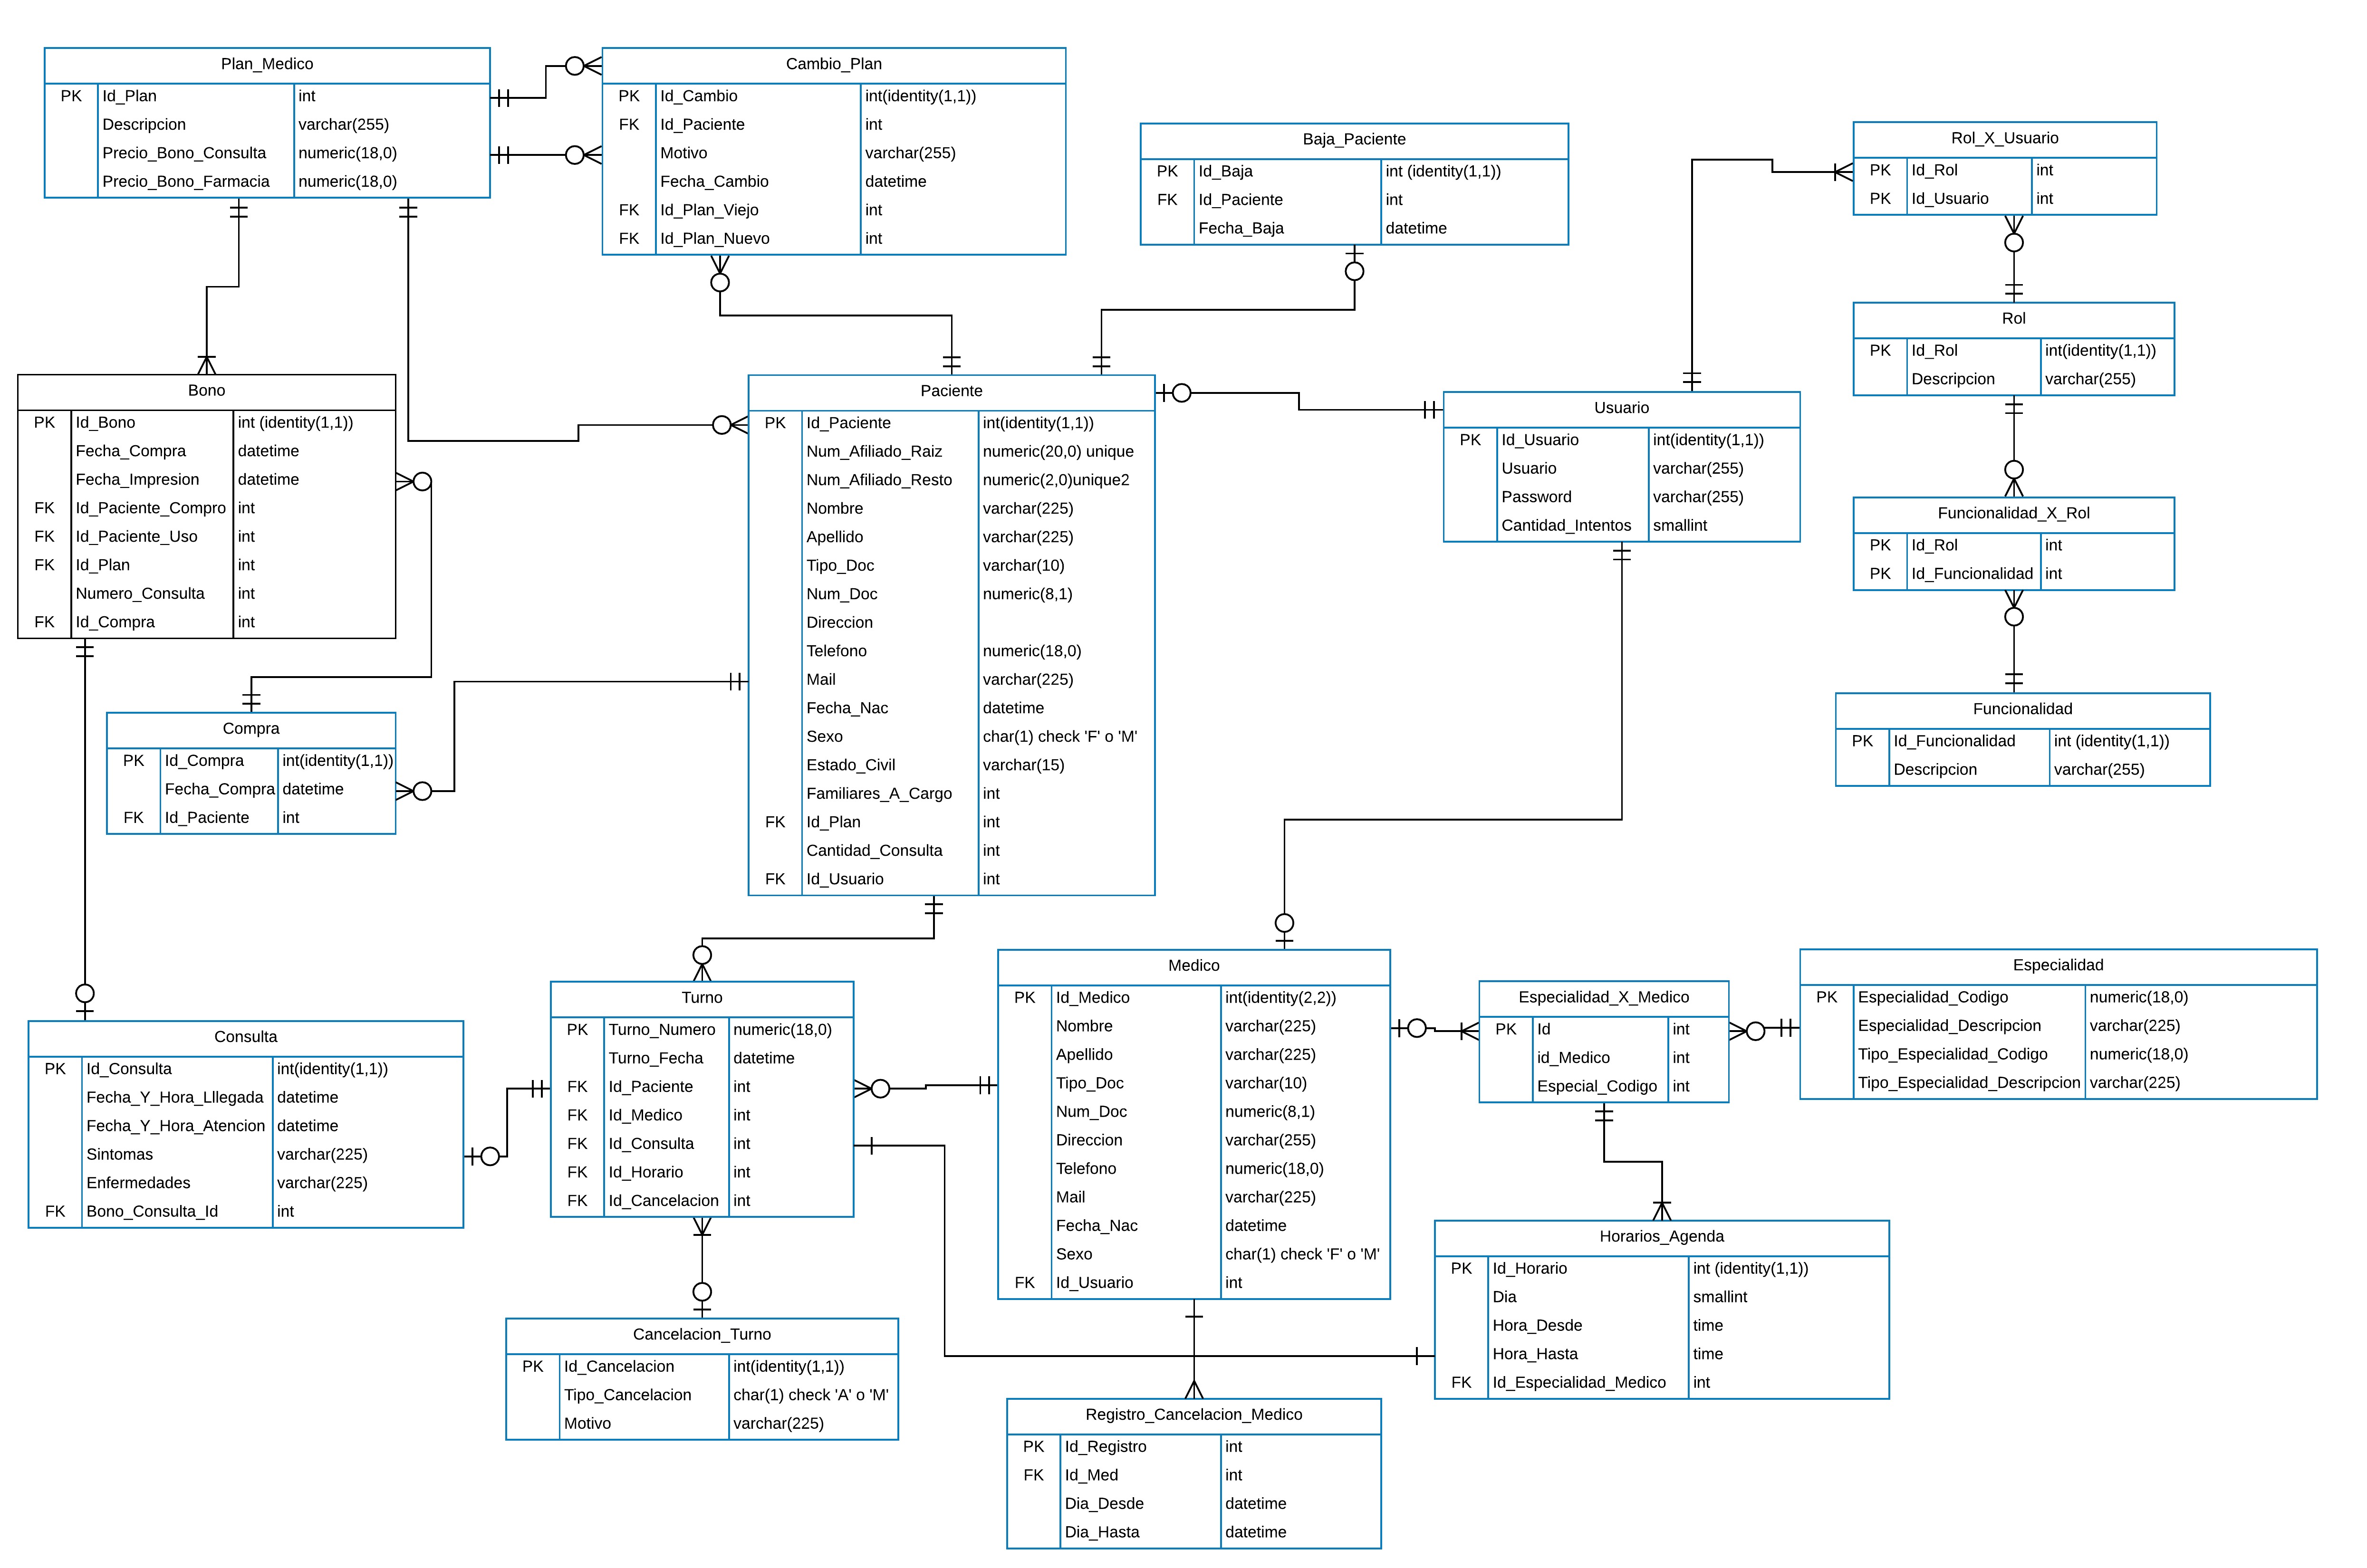 Plan_Medico
PK Id_Plan int
Descripcion varchar(255)
Precio_Bono_Consulta numeric(18,0)
Precio_Bono_Farmacia numeric(18,0)
Cambio_Plan
PK Id_Cambio int(identity(1,1))
FK Id_Paciente int
Motivo varchar(255)
Fecha_Cambio datetime
FK Id_Plan_Viejo int
FK Id_Plan_Nuevo int
Baja_Paciente
PK Id_Baja int (identity(1,1))
FK Id_Paciente int
Fecha_Baja datetime
Rol_X_Usuario
PK Id_Rol int
PK Id_Usuario int
Rol
PK Id_Rol int(identity(1,1))
Descripcion varchar(255)
Bono
PK Id_Bono int (identity(1,1))
Fecha_Compra datetime
Fecha_Impresion datetime
FK Id_Paciente_Compro int
FK Id_Paciente_Uso int
FK Id_Plan int
Numero_Consulta int
FK Id_Compra int
Paciente
PK Id_Paciente int(identity(1,1))
Num_Afiliado_Raiz numeric(20,0) unique
Num_Afiliado_Resto numeric(2,0)unique2
Nombre varchar(225)
Apellido varchar(225)
Tipo_Doc varchar(10)
Num_Doc numeric(8,1)
Direccion
Telefono numeric(18,0)
Mail varchar(225)
Fecha_Nac datetime
Sexo char(1) check 'F' o 'M'
Estado_Civil varchar(15)
Familiares_A_Cargo int
FK Id_Plan int
Cantidad_Consulta int
FK Id_Usuario int
Usuario
PK Id_Usuario int(identity(1,1))
Usuario varchar(255)
Password varchar(255)
Cantidad_Intentos smallint
Funcionalidad_X_Rol
PK Id_Rol int
PK Id_Funcionalidad int
Funcionalidad
PK Id_Funcionalidad int (identity(1,1))
Descripcion varchar(255)
Compra
PK Id_Compra int(identity(1,1))
Fecha_Compra datetime
FK Id_Paciente int
Consulta
PK Id_Consulta int(identity(1,1))
Fecha_Y_Hora_Lllegada datetime
Fecha_Y_Hora_Atencion datetime
Sintomas varchar(225)
Enfermedades varchar(225)
FK Bono_Consulta_Id int
Turno
PK Turno_Numero numeric(18,0)
Turno_Fecha datetime
FK Id_Paciente int
FK Id_Medico int
FK Id_Consulta int
FK Id_Horario int
FK Id_Cancelacion int
Medico
PK Id_Medico int(identity(2,2))
Nombre varchar(225)
Apellido varchar(225)
Tipo_Doc varchar(10)
Num_Doc numeric(8,1)
Direccion varchar(255)
Telefono numeric(18,0)
Mail varchar(225)
Fecha_Nac datetime
Sexo char(1) check 'F' o 'M'
FK Id_Usuario int
Especialidad_X_Medico
PK Id int
id_Medico int
Especial_Codigo int
Especialidad
PK Especialidad_Codigo numeric(18,0)
Especialidad_Descripcion varchar(225)
Tipo_Especialidad_Codigo numeric(18,0)
Tipo_Especialidad_Descripcion varchar(225)
Horarios_Agenda
PK Id_Horario int (identity(1,1))
Dia smallint
Hora_Desde time
Hora_Hasta time
FK Id_Especialidad_Medico int
Cancelacion_Turno
PK Id_Cancelacion int(identity(1,1))
Tipo_Cancelacion char(1) check 'A' o 'M'
Motivo varchar(225)
Registro_Cancelacion_Medico
PK Id_Registro int
FK Id_Med int
Dia_Desde datetime
Dia_Hasta datetime